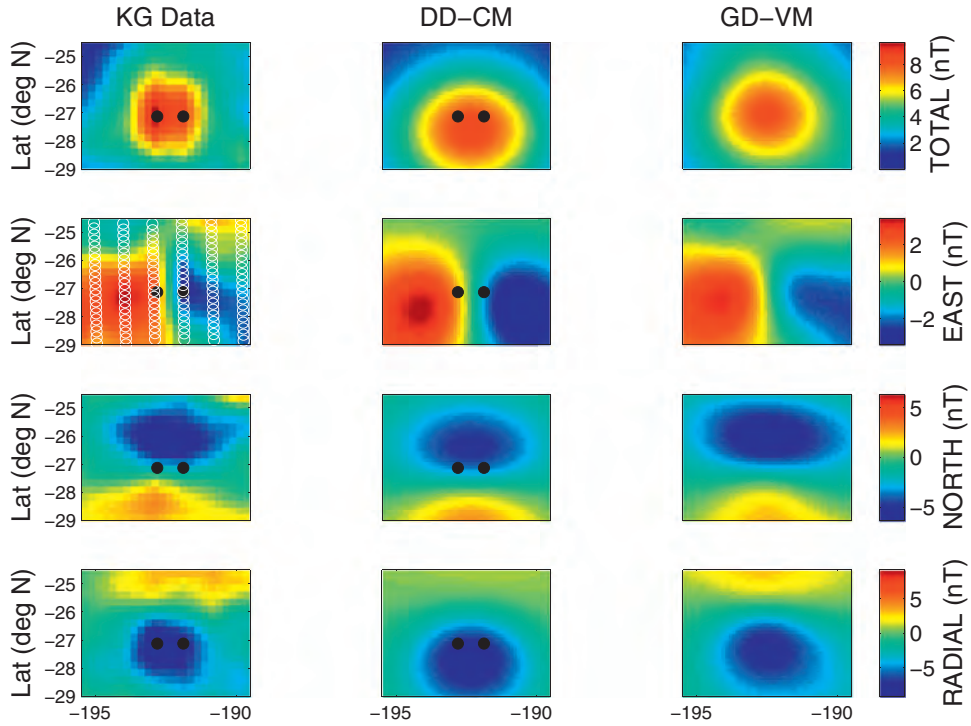 KG Data DD−CM GD−VM
Lat (deg N) −25 −26 −27 −28 −29 8 6 4 2 TOTAL (nT)
Lat (deg N) −25 −26 −27 −28 −29 2 0 −2 EAST (nT)
Lat (deg N) −25 −26 −27 −28 −29 5 0 −5 NORTH (nT)
Lat (deg N) −25 −26 −27 −28 −29 5 0 −5 RADIAL (nT)
−195 −190 −195 −190 −195 −190